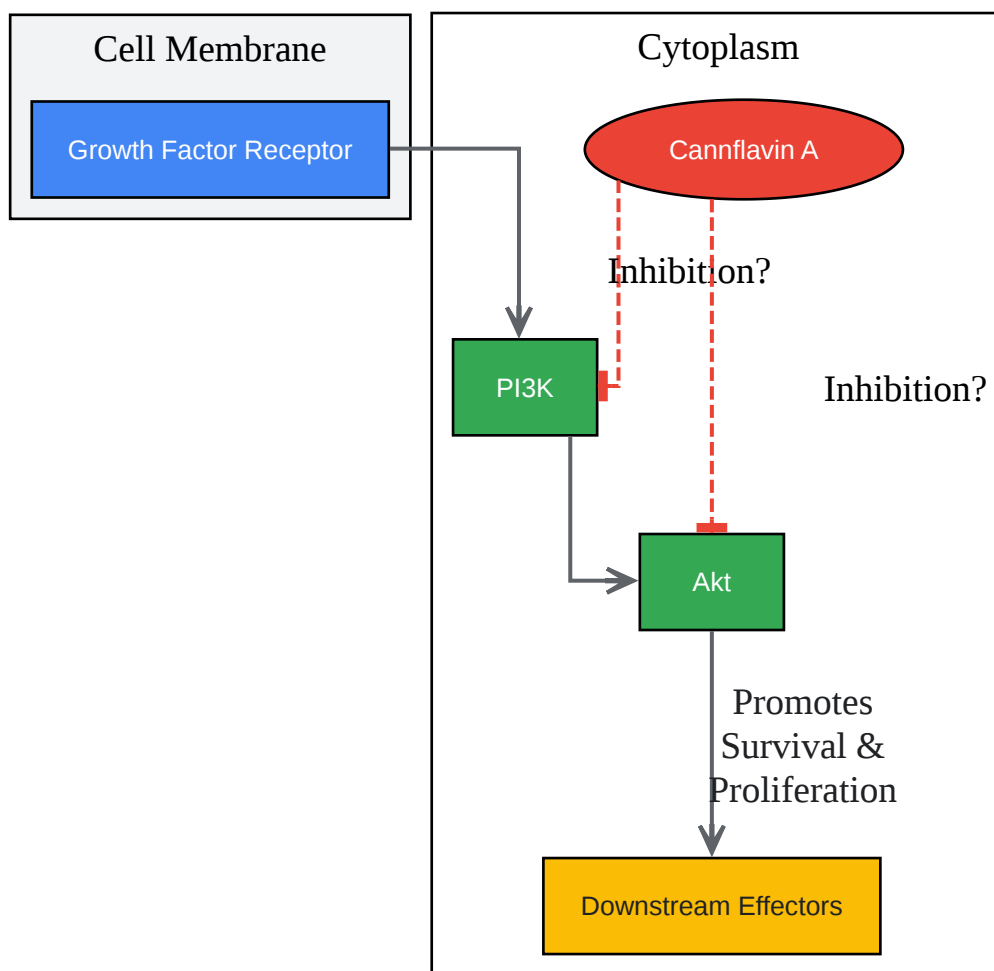 Cell Membrane
Growth Factor Receptor
Cytoplasm
Cannflavin A
Inhibition?
PI3K
Inhibition?
Akt
Promotes
Survival &
Proliferation
Downstream Effectors